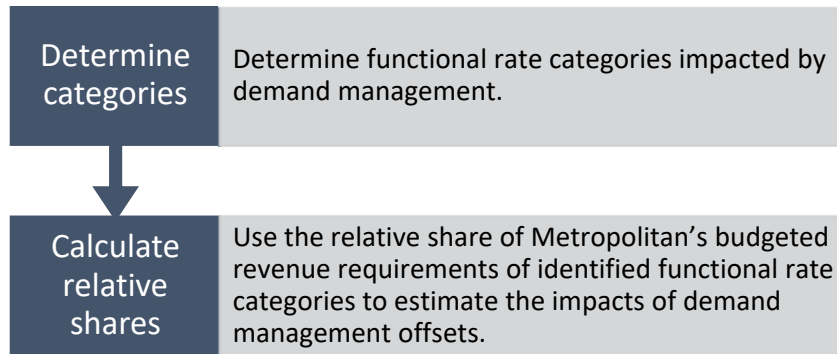 Determine
categories
Determine functional rate categories impacted by
demand management.
Calculate
relative
shares
Use the relative share of Metropolitan’s budgeted
revenue requirements of identified functional rate
categories to estimate the impacts of demand
management offsets.